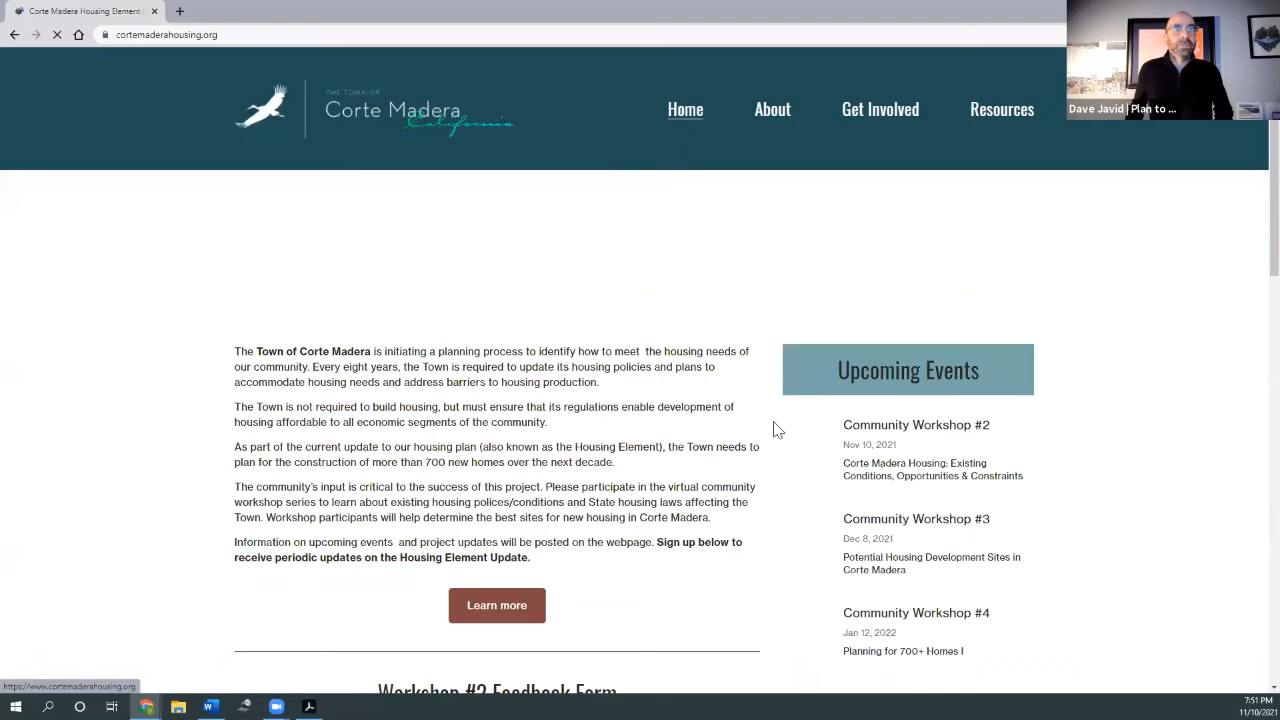 Corte Madera Housing Element
cortemaderahousing.org
THE TOWN OF
Corte Madera
California
Home
About
Get Involved
Resources
Dave Javid | Plan to ...
The Town of Corte Madera is initiating a planning process to identify how to meet the housing needs of
our community. Every eight years, the Town is required to update its housing policies and plans to
accommodate housing needs and address barriers to housing production.
The Town is not required to build housing, but must ensure that its regulations enable development of
housing affordable to all economic segments of the community.
As part of the current update to our housing plan (also known as the Housing Element), the Town needs to
plan for the construction of more than 700 new homes over the next decade.
The community's input is critical to the success of this project. Please participate in the virtual community
workshop series to learn about existing housing polices/conditions and State housing laws affecting the
Town. Workshop participants will help determine the best sites for new housing in Corte Madera.
Information on upcoming events and project updates will be posted on the webpage. Sign up below to
receive periodic updates on the Housing Element Update.
Learn more
Workshop #2 Feedback Form
Upcoming Events
Community Workshop #2
Nov 10, 2021
Corte Madera Housing: Existing
Conditions, Opportunities & Constraints
Community Workshop #3
Dec 8, 2021
Potential Housing Development Sites in
Corte Madera
Community Workshop #4
Jan 12, 2022
Planning for 700+ Homes I
https://www.cortemaderahousing.org
7:51 PM
11/10/2021